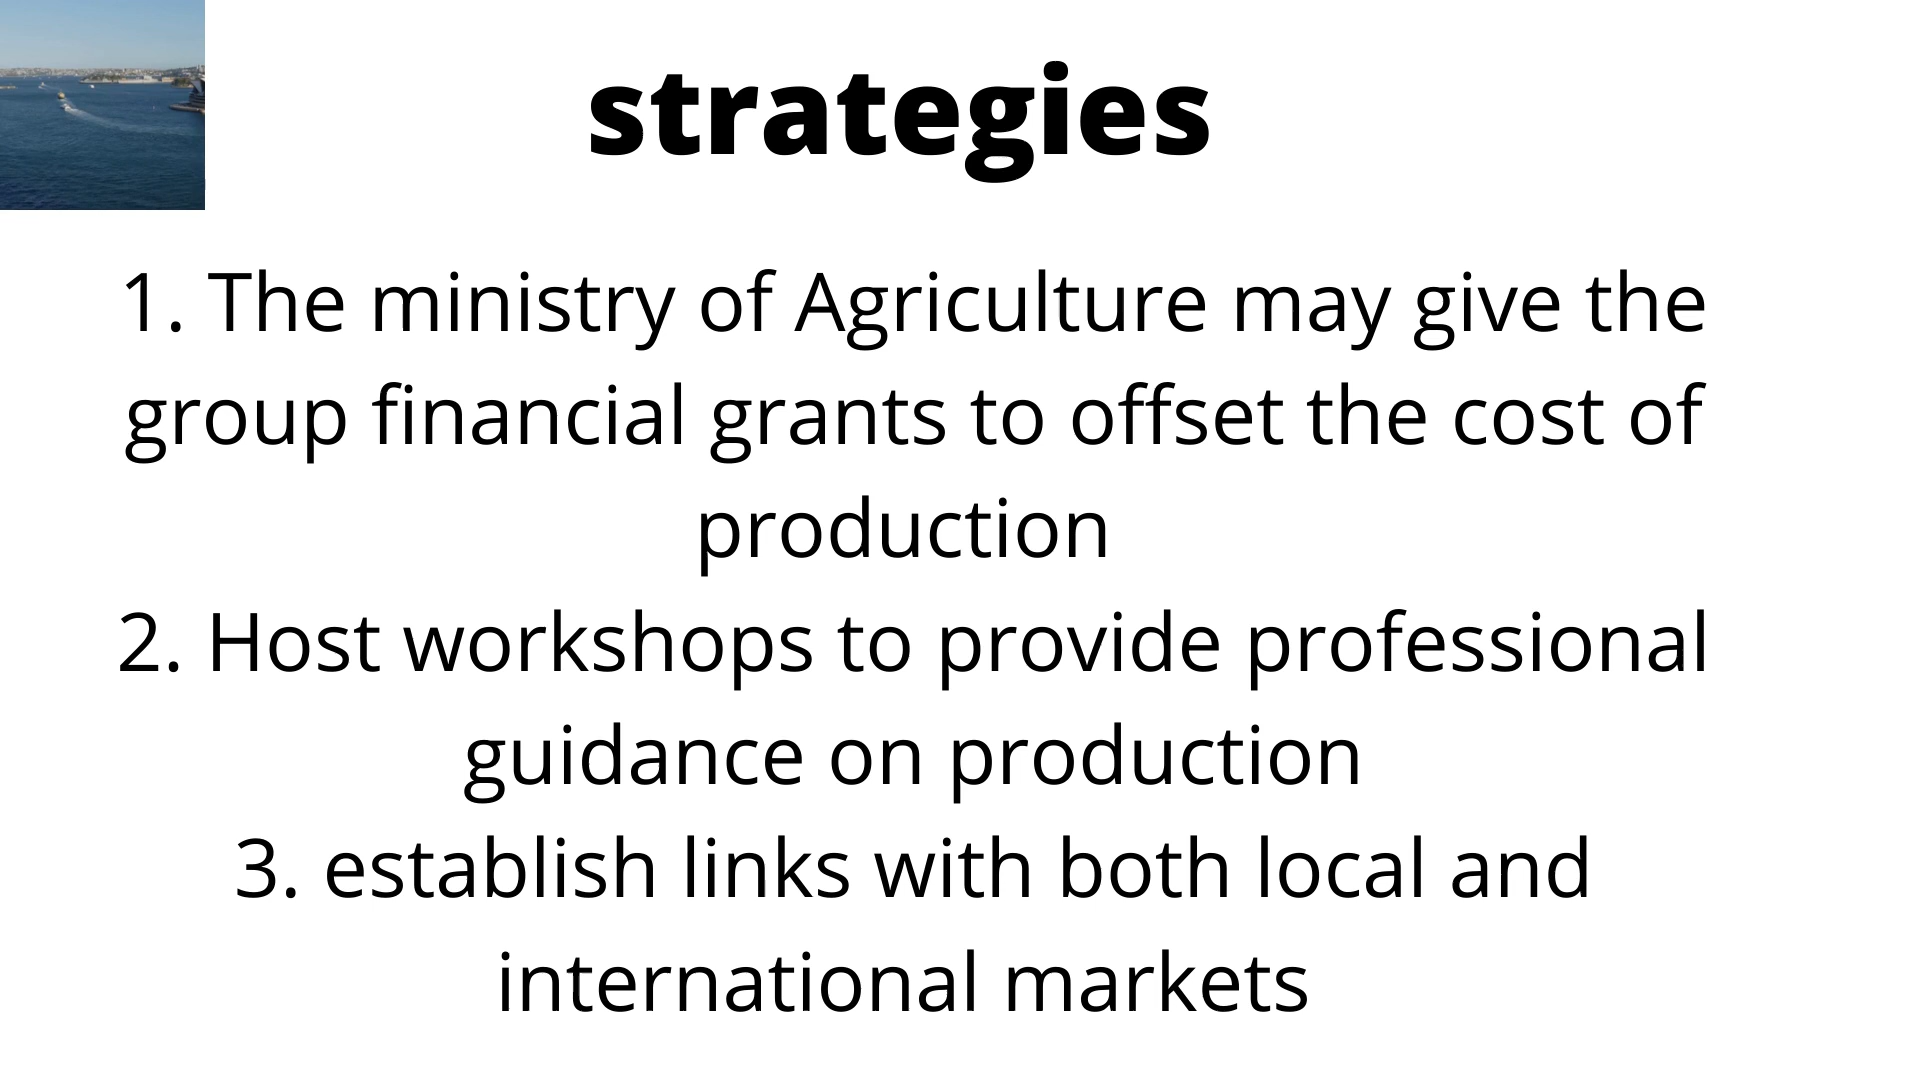 strategies
1. The ministry of Agriculture may give the
group financial grants to offset the cost of
production
2. Host workshops to provide professional
guidance on production
3. establish links with both local and
international markets